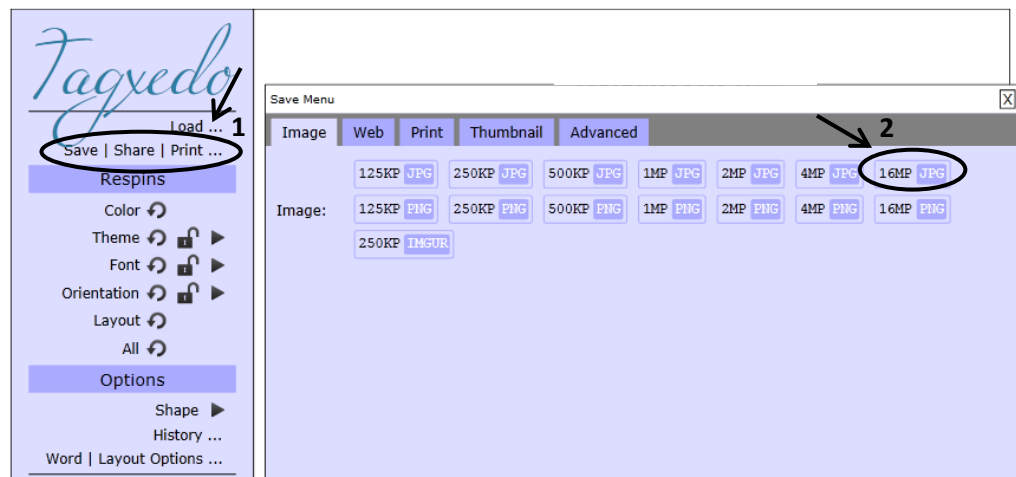 Tagxedo
Load ... 1
Save | Share | Print ...
Respins
Color
Theme
Font
Orientation
Layout
All
Options
Shape
History ...
Word | Layout Options ...
Save Menu X
Image Web Print Thumbnail Advanced 2
125KP JPG 250KP JPG 500KP JPG 1MP JPG 2MP JPG 4MP JPG 16MP JPG
Image: 125KP PNG 250KP PNG 500KP PNG 1MP PNG 2MP PNG 4MP PNG 16MP PNG
250KP IMGUR